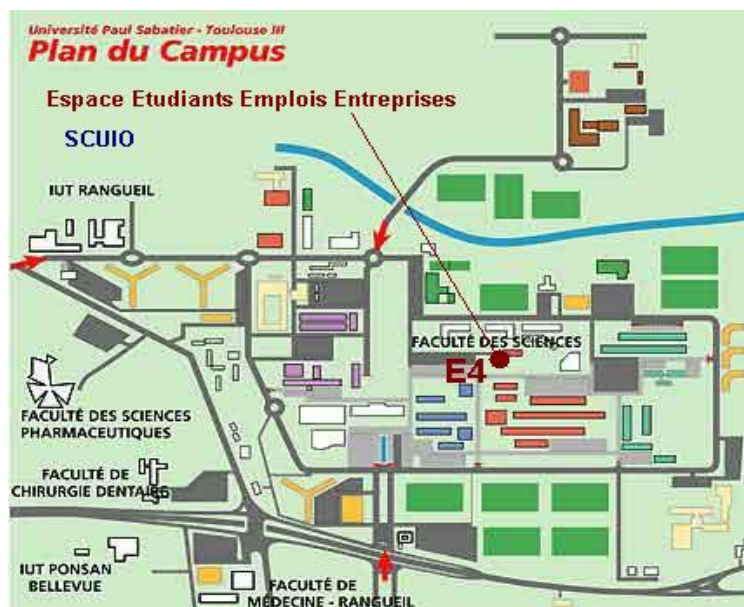 Université Paul Sabatier - Toulouse III
Plan du Campus
Espace Etudiants Emplois Entreprises
SCUIO
IUT RANGUEIL
FACULTÉ DES SCIENCES
E4
FACULTÉ DES SCIENCES
PHARMACEUTIQUES
FACULTÉ DE
CHIRURGIE DENTAIRE
IUT PONSAN
BELLEVUE
FACULTÉ DE
MÉDECINE - RANGUEIL